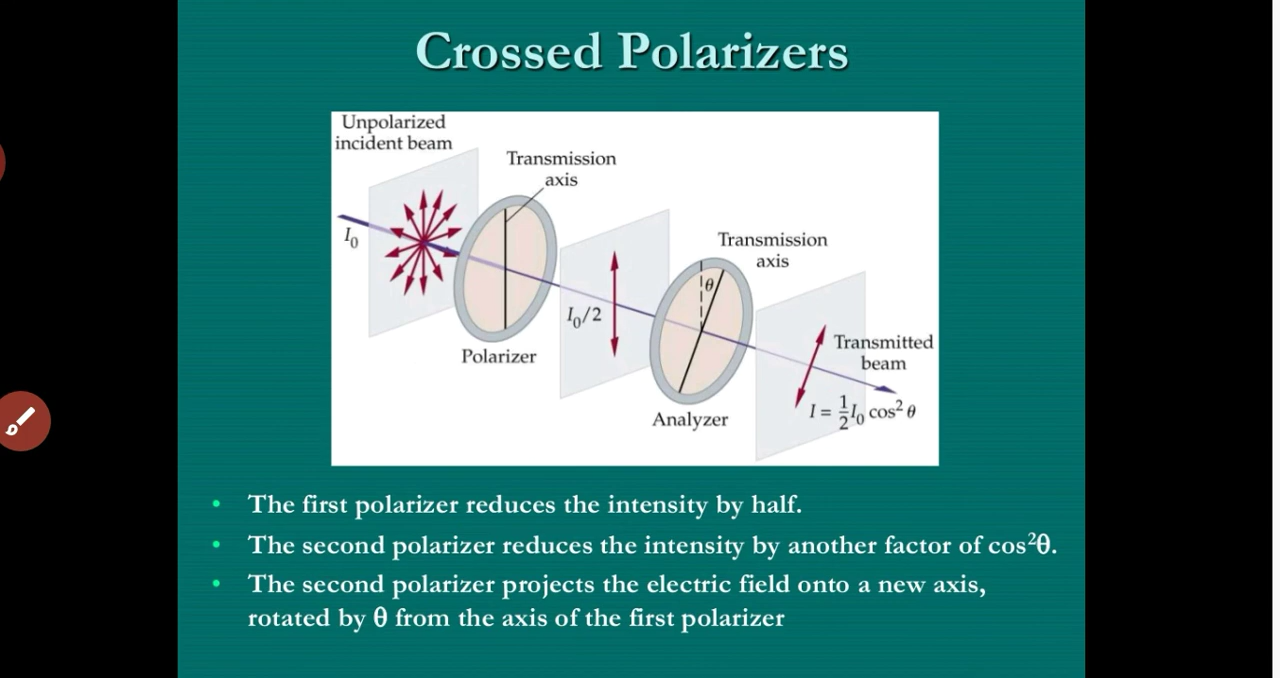 Crossed Polarizers
Unpolarized
incident beam
Transmission
axis
I₀
Polarizer
I₀/2
Transmission
axis
θ
Analyzer
Transmitted
beam
I = ½I₀ cos² θ
• The first polarizer reduces the intensity by half.
• The second polarizer reduces the intensity by another factor of cos²θ.
• The second polarizer projects the electric field onto a new axis,
rotated by θ from the axis of the first polarizer